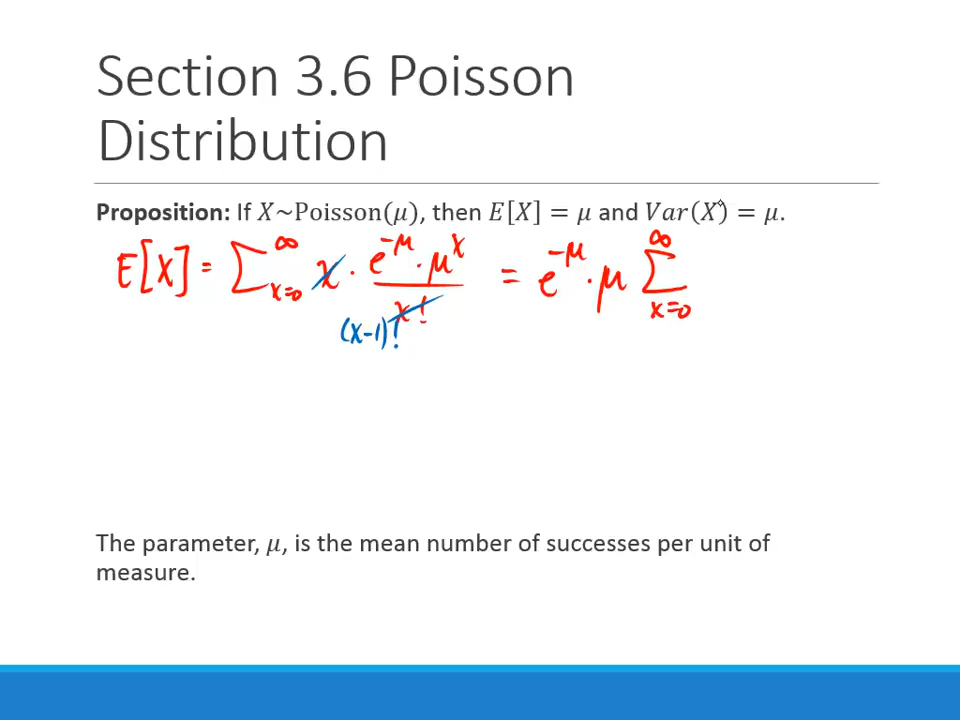 Section 3.6 Poisson
Distribution
Proposition: If X~Poisson(μ), then E[X] = μ and Var(X) = μ.
E[X] = ∑_{x=0}^{∞} x · (e^{-μ} · μ^x)/x! = e^{-μ} · μ ∑_{x=0}^{∞}
(x-1)!
The parameter, μ, is the mean number of successes per unit of
measure.